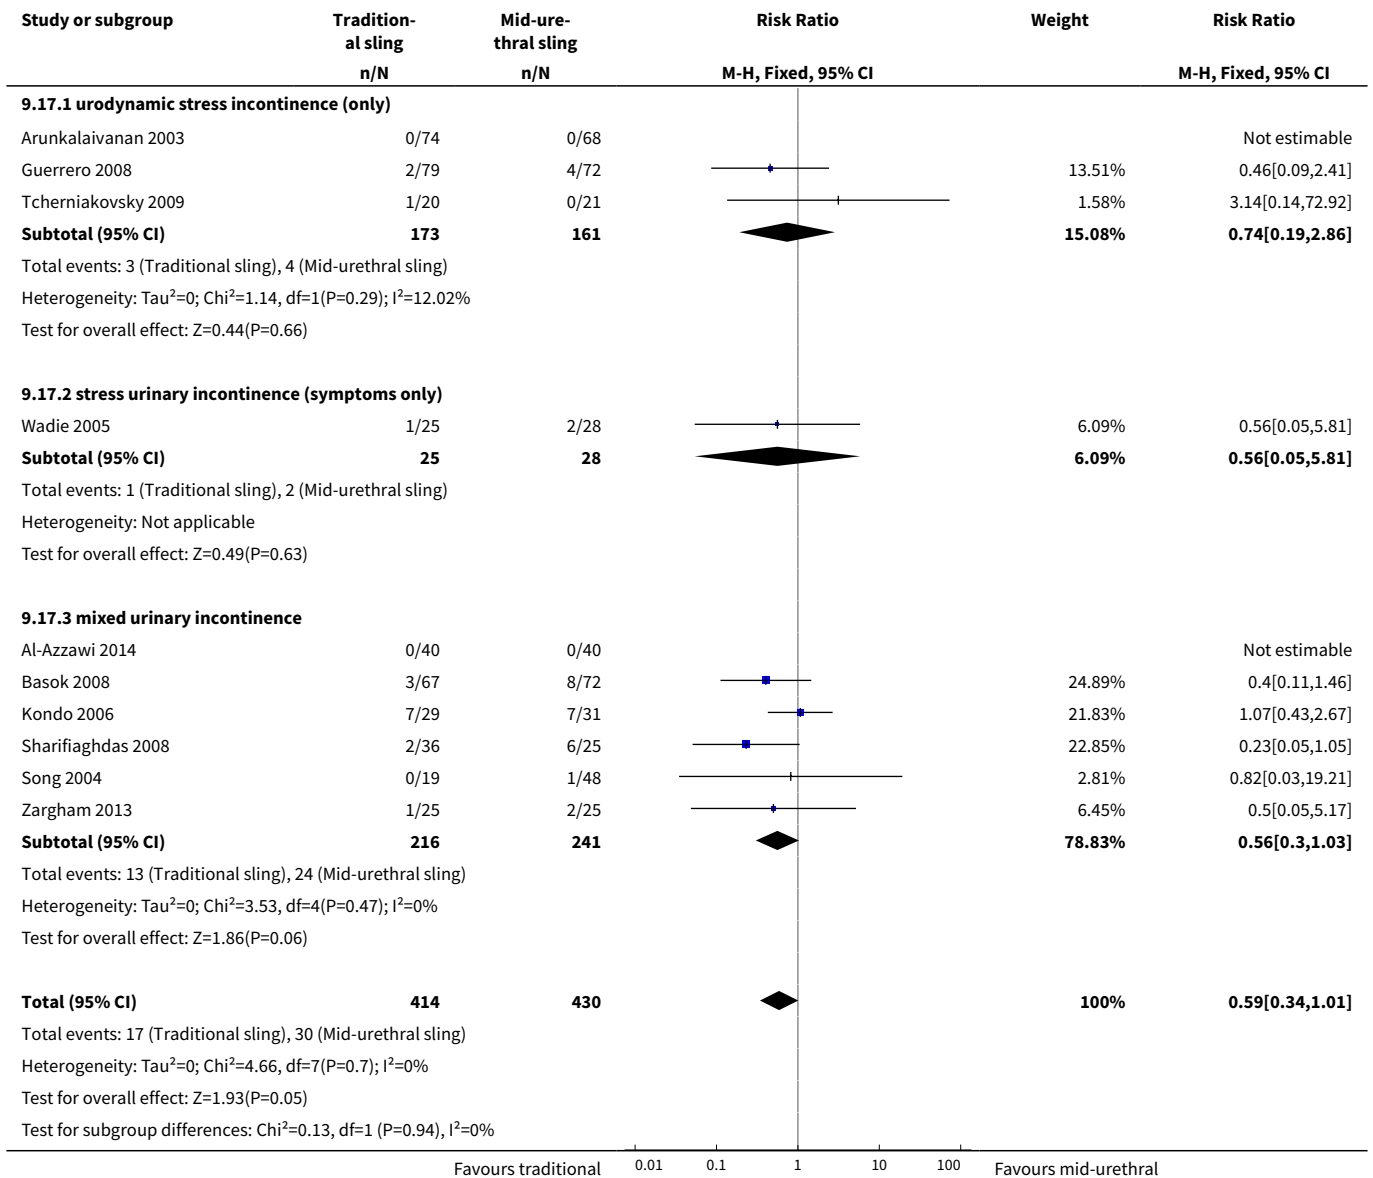 Study or subgroup Tradition- Mid-ure- Risk Ratio Weight Risk Ratio
al sling thral sling
n/N n/N M-H, Fixed, 95% CI M-H, Fixed, 95% CI
9.17.1 urodynamic stress incontinence (only)
Arunkalaivanan 2003 0/74 0/68 Not estimable
Guerrero 2008 2/79 4/72 13.51% 0.46[0.09,2.41]
Tcherniakovsky 2009 1/20 0/21 1.58% 3.14[0.14,72.92]
Subtotal (95% CI) 173 161 15.08% 0.74[0.19,2.86]
Total events: 3 (Traditional sling), 4 (Mid-urethral sling)
Heterogeneity: Tau²=0; Chi²=1.14, df=1(P=0.29); I²=12.02%
Test for overall effect: Z=0.44(P=0.66)
9.17.2 stress urinary incontinence (symptoms only)
Wadie 2005 1/25 2/28 6.09% 0.56[0.05,5.81]
Subtotal (95% CI) 25 28 6.09% 0.56[0.05,5.81]
Total events: 1 (Traditional sling), 2 (Mid-urethral sling)
Heterogeneity: Not applicable
Test for overall effect: Z=0.49(P=0.63)
9.17.3 mixed urinary incontinence
Al-Azzawi 2014 0/40 0/40 Not estimable
Basok 2008 3/67 8/72 24.89% 0.4[0.11,1.46]
Kondo 2006 7/29 7/31 21.83% 1.07[0.43,2.67]
Sharifiaghdas 2008 2/36 6/25 22.85% 0.23[0.05,1.05]
Song 2004 0/19 1/48 2.81% 0.82[0.03,19.21]
Zargham 2013 1/25 2/25 6.45% 0.5[0.05,5.17]
Subtotal (95% CI) 216 241 78.83% 0.56[0.3,1.03]
Total events: 13 (Traditional sling), 24 (Mid-urethral sling)
Heterogeneity: Tau²=0; Chi²=3.53, df=4(P=0.47); I²=0%
Test for overall effect: Z=1.86(P=0.06)
Total (95% CI) 414 430 100% 0.59[0.34,1.01]
Total events: 17 (Traditional sling), 30 (Mid-urethral sling)
Heterogeneity: Tau²=0; Chi²=4.66, df=7(P=0.7); I²=0%
Test for overall effect: Z=1.93(P=0.05)
Test for subgroup differences: Chi²=0.13, df=1 (P=0.94), I²=0%
Favours traditional 0.01 0.1 1 10 100 Favours mid-urethral